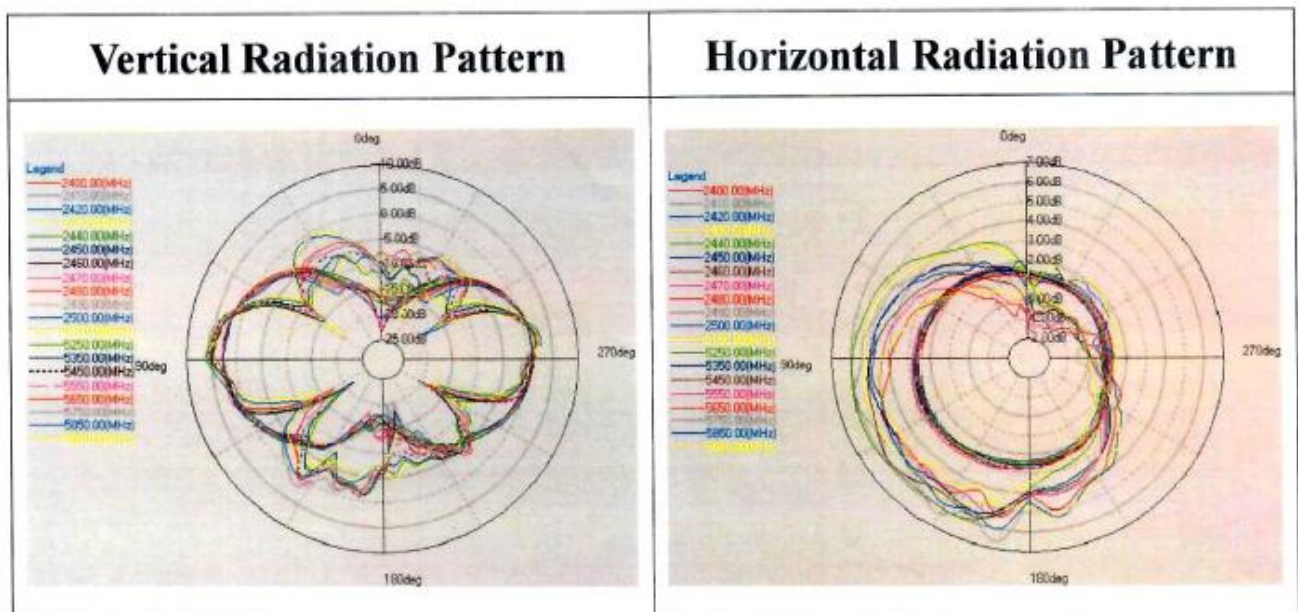 Vertical Radiation Pattern
Horizontal Radiation Pattern
0deg
10.00dB
5.00dB
0.00dB
-5.00dB
-25.00dB
90deg
270deg
180deg
Legend
2400.00(MHz)
2420.00(MHz)
2440.00(MHz)
2450.00(MHz)
2460.00(MHz)
2470.00(MHz)
2480.00(MHz)
2500.00(MHz)
5250.00(MHz)
5350.00(MHz)
5450.00(MHz)
5550.00(MHz)
5650.00(MHz)
0deg
7.00dB
6.00dB
5.00dB
4.00dB
3.00dB
2.00dB
90deg
270deg
180deg
Legend
2400.00(MHz)
2420.00(MHz)
2440.00(MHz)
2450.00(MHz)
2460.00(MHz)
2470.00(MHz)
2480.00(MHz)
2500.00(MHz)
5250.00(MHz)
5350.00(MHz)
5450.00(MHz)
5550.00(MHz)
5650.00(MHz)
5850.00(MHz)